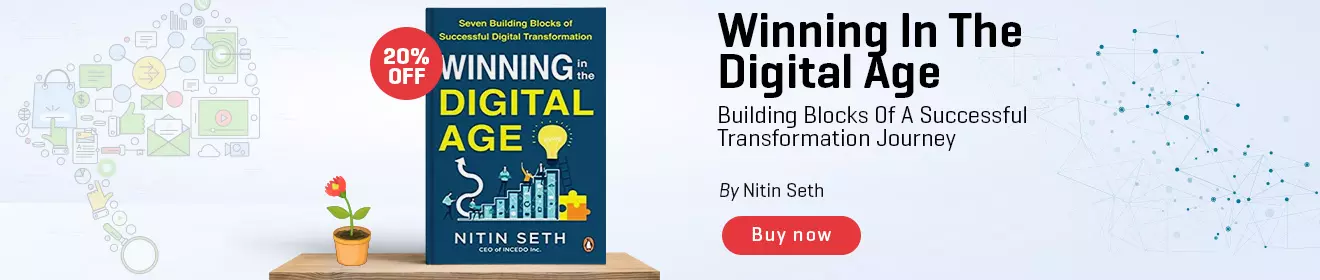 20%
OFF
Seven Building Blocks of
Successful Digital Transformation
WINNING in the
DIGITAL
AGE
NITIN SETH
CEO of INCEDO Inc.
Winning In The
Digital Age
Building Blocks Of A Successful
Transformation Journey
By Nitin Seth
Buy now